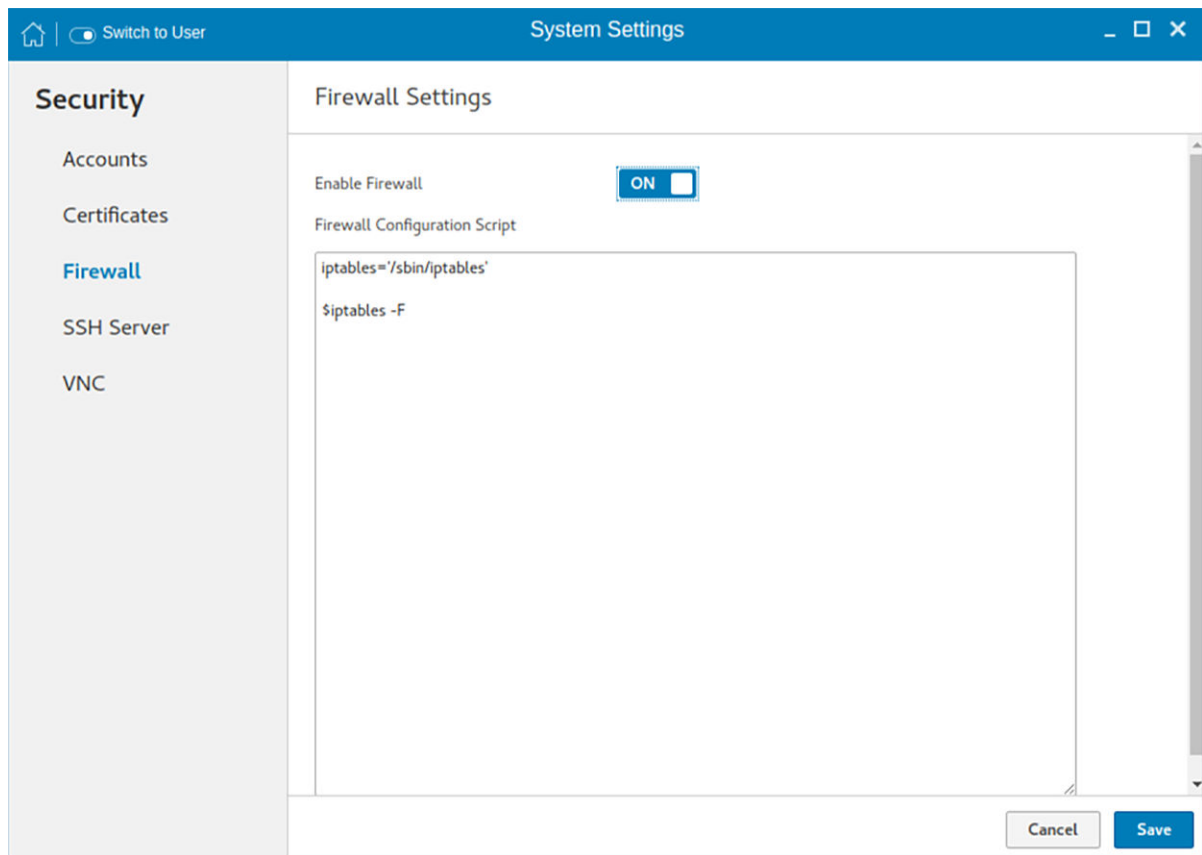 Switch to User
System Settings
Security
Accounts
Certificates
Firewall
SSH Server
VNC
Firewall Settings
Enable Firewall
ON
Firewall Configuration Script
iptables='/sbin/iptables'
$iptables -F
Cancel
Save